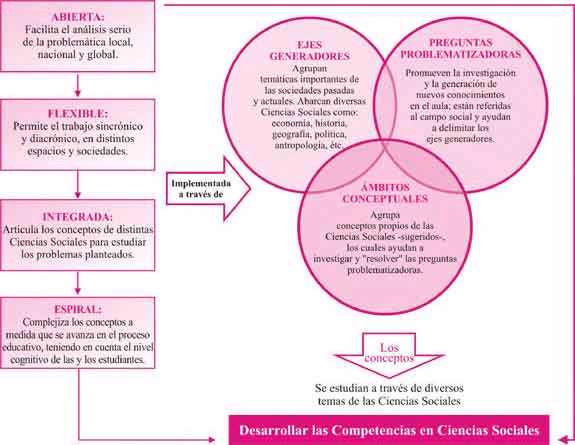 ABIERTA:
Facilita el análisis serio
de la problemática local,
nacional y global.
FLEXIBLE:
Permite el trabajo sincrónico
y diacrónico, en distintos
espacios y sociedades.
INTEGRADA:
Articula los conceptos de distintas
Ciencias Sociales para estudiar
los problemas planteados.
ESPIRAL:
Complejiza los conceptos a
medida que se avanza en el proceso
educativo, teniendo en cuenta el nivel
cognitivo de las y los estudiantes.
Implementada
a través de
EJES
GENERADORES
Agrupan
temáticas importantes de
las sociedades pasadas
y actuales. Abarcan diversas
Ciencias Sociales como:
economía, historia,
geografía, política,
antropología, étc.
PREGUNTAS
PROBLEMATIZADORAS
Promueven la investigación
y la generación de
nuevos conocimientos
en el aula; están referidas
al campo social y ayudan
a delimitar los
ejes generadores.
ÁMBITOS
CONCEPTUALES
Agrupa
conceptos propios de las
Ciencias Sociales -sugeridos-,
los cuales ayudan a
investigar y "resolver" las preguntas
problematizadoras.
Los
conceptos
Se estudian a través de diversos
temas de las Ciencias Sociales
Desarrollar las Competencias en Ciencias Sociales